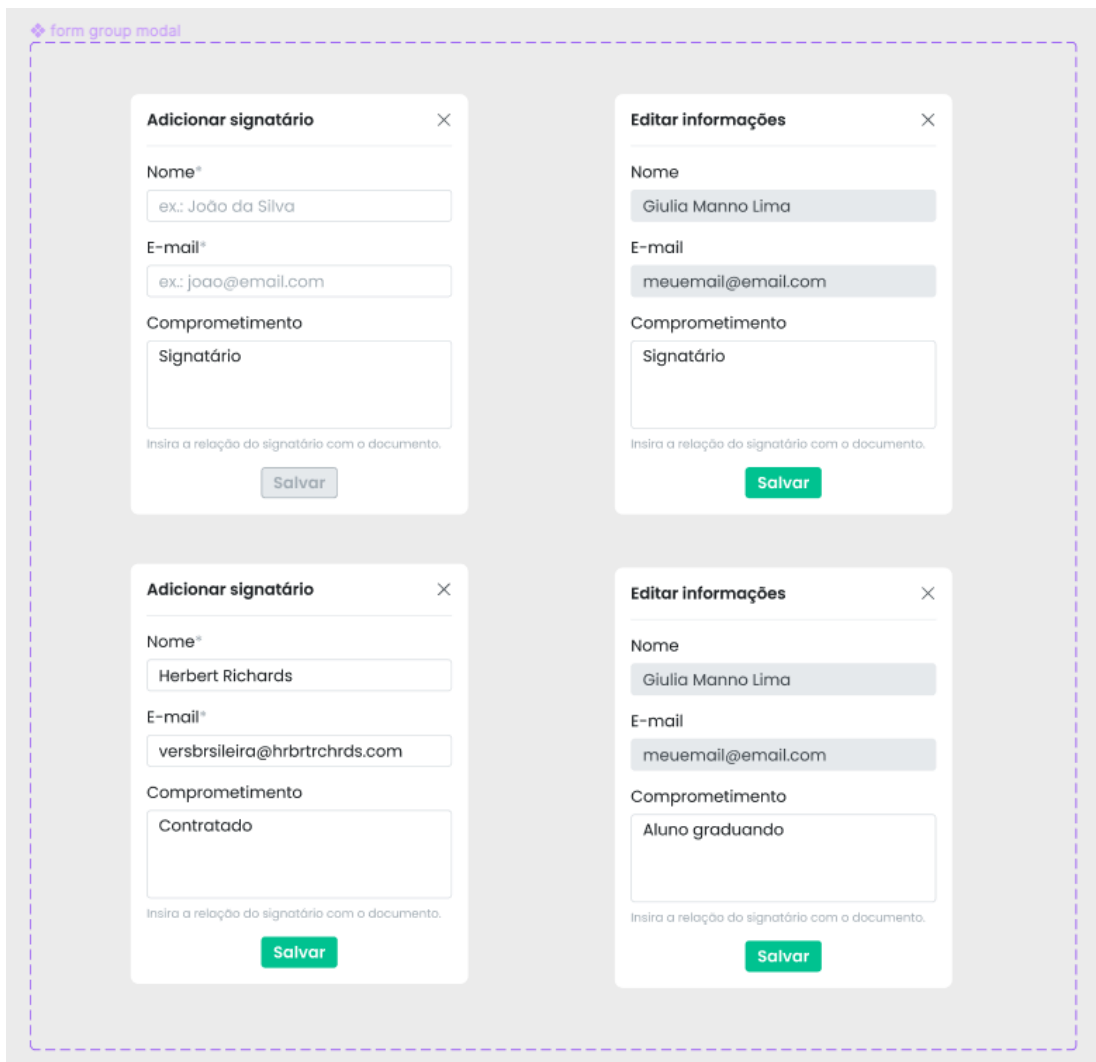 form group modal
Adicionar signatário
Nome*
ex.: João da Silva
E-mail*
ex.: joao@email.com
Comprometimento
Signatário
Insira a relação do signatário com o documento.
Salvar
Editar informações
Nome
Giulia Manno Lima
E-mail
meuemail@email.com
Comprometimento
Signatário
Insira a relação do signatário com o documento.
Salvar
Adicionar signatário
Nome*
Herbert Richards
E-mail*
versbrsileira@hrbrtrchrds.com
Comprometimento
Contratado
Insira a relação do signatário com o documento.
Salvar
Editar informações
Nome
Giulia Manno Lima
E-mail
meuemail@email.com
Comprometimento
Aluno graduando
Insira a relação do signatário com o documento.
Salvar